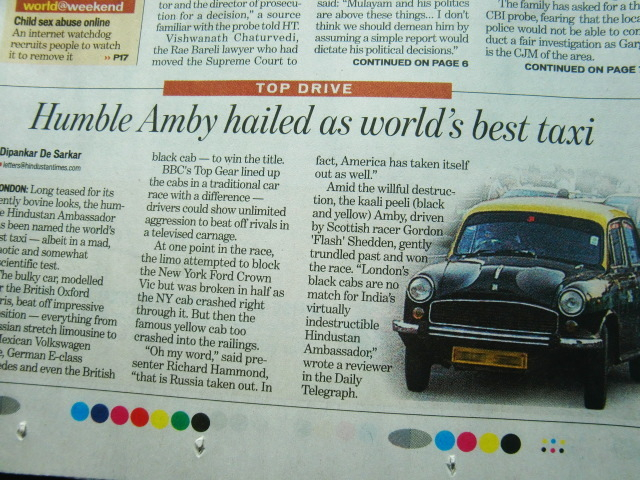 world@weekend
Child sex abuse online
An internet watchdog
recruits people to watch
it to remove it
P17
tor and the director of prosecu-
tion for a decision," a source
familiar with the probe told HT.
Vishwanath Chaturvedi,
the Rae Bareli lawyer who had
moved the Supreme Court to
said: "Mulayam and his politics
are above these things... I don't
think we should demean him by
assuming a simple report would
dictate his political decisions."
CONTINUED ON PAGE 6
The family has asked for a
CBI probe, fearing that the loc
police would not be able to con
duct a fair investigation as Gar
is the CJM of the area.
CONTINUED ON PAGE
TOP DRIVE
Humble Amby hailed as world's best taxi
Dipankar De Sarkar
letters@hindustantimes.com
ONDON: Long teased for its
ently bovine looks, the hum-
e Hindustan Ambassador
as been named the world's
st taxi — albeit in a mad,
aotic and somewhat
scientific test.
he bulky car, modelled
r the British Oxford
ris, beat off impressive
osition — everything from
ssian stretch limousine to
Mexican Volkswagen
e, German E-class
edes and even the British
black cab — to win the title.
BBC's Top Gear lined up
the cabs in a traditional car
race with a difference —
drivers could show unlimited
aggression to beat off rivals in
a televised carnage.
At one point in the race,
the limo attempted to block
the New York Ford Crown
Vic but was broken in half as
the NY cab crashed right
through it. But then the
famous yellow cab too
crashed into the railings.
"Oh my word," said pre-
senter Richard Hammond,
"that is Russia taken out. In
fact, America has taken itself
out as well."
Amid the willful destruc-
tion, the kaali peeli (black
and yellow) Amby, driven
by Scottish racer Gordon
'Flash' Shedden, gently
trundled past and won
the race. "London's
black cabs are no
match for India's
virtually
indestructible
Hindustan
Ambassador,"
wrote a reviewer
in the Daily
Telegraph.